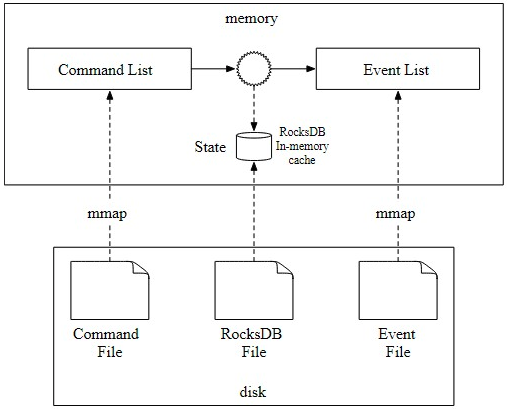 memory
Command List
Event List
State
RocksDB
In-memory
cache
mmap
mmap
Command
File
RocksDB
File
Event
File
disk